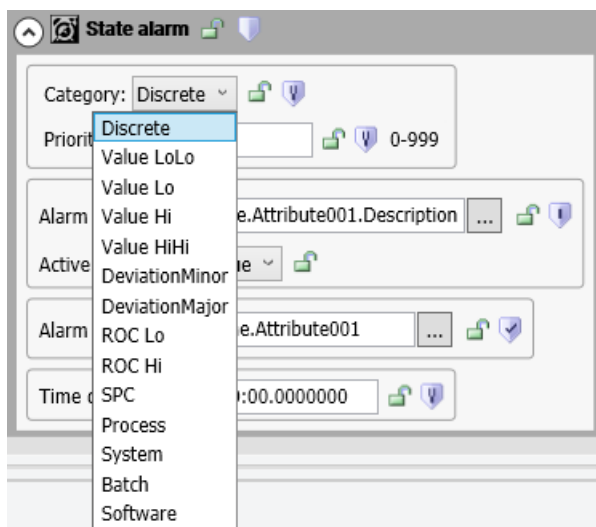 State alarm
Category: Discrete
Discrete
Priorit 0-999
Value LoLo
Value Lo
Alarm Value Hi e.Attribute001.Description ...
Value HiHi
Active ue
DeviationMinor
DeviationMajor
Alarm e.Attribute001 ...
ROC Lo
ROC Hi
Time SPC :00.0000000
Process
System
Batch
Software